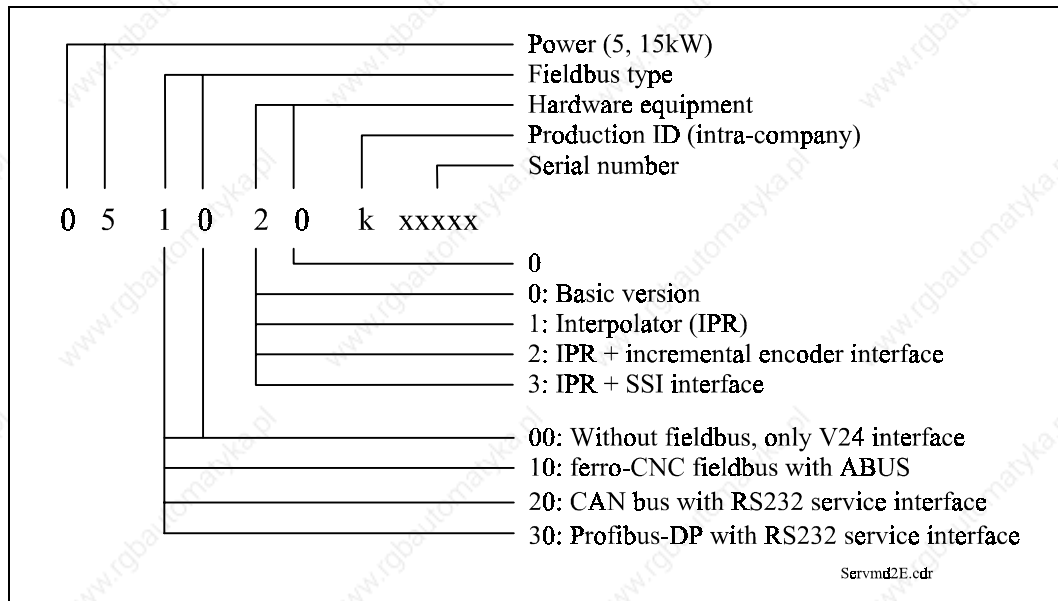 Power (5, 15kW)
Fieldbus type
Hardware equipment
Production ID (intra-company)
Serial number
0 5 1 0 2 0 k xxxxx
0
0: Basic version
1: Interpolator (IPR)
2: IPR + incremental encoder interface
3: IPR + SSI interface
00: Without fieldbus, only V24 interface
10: ferro-CNC fieldbus with ABUS
20: CAN bus with RS232 service interface
30: Profibus-DP with RS232 service interface
Servmd2E.cdr
www.rgbautomatyka.pl